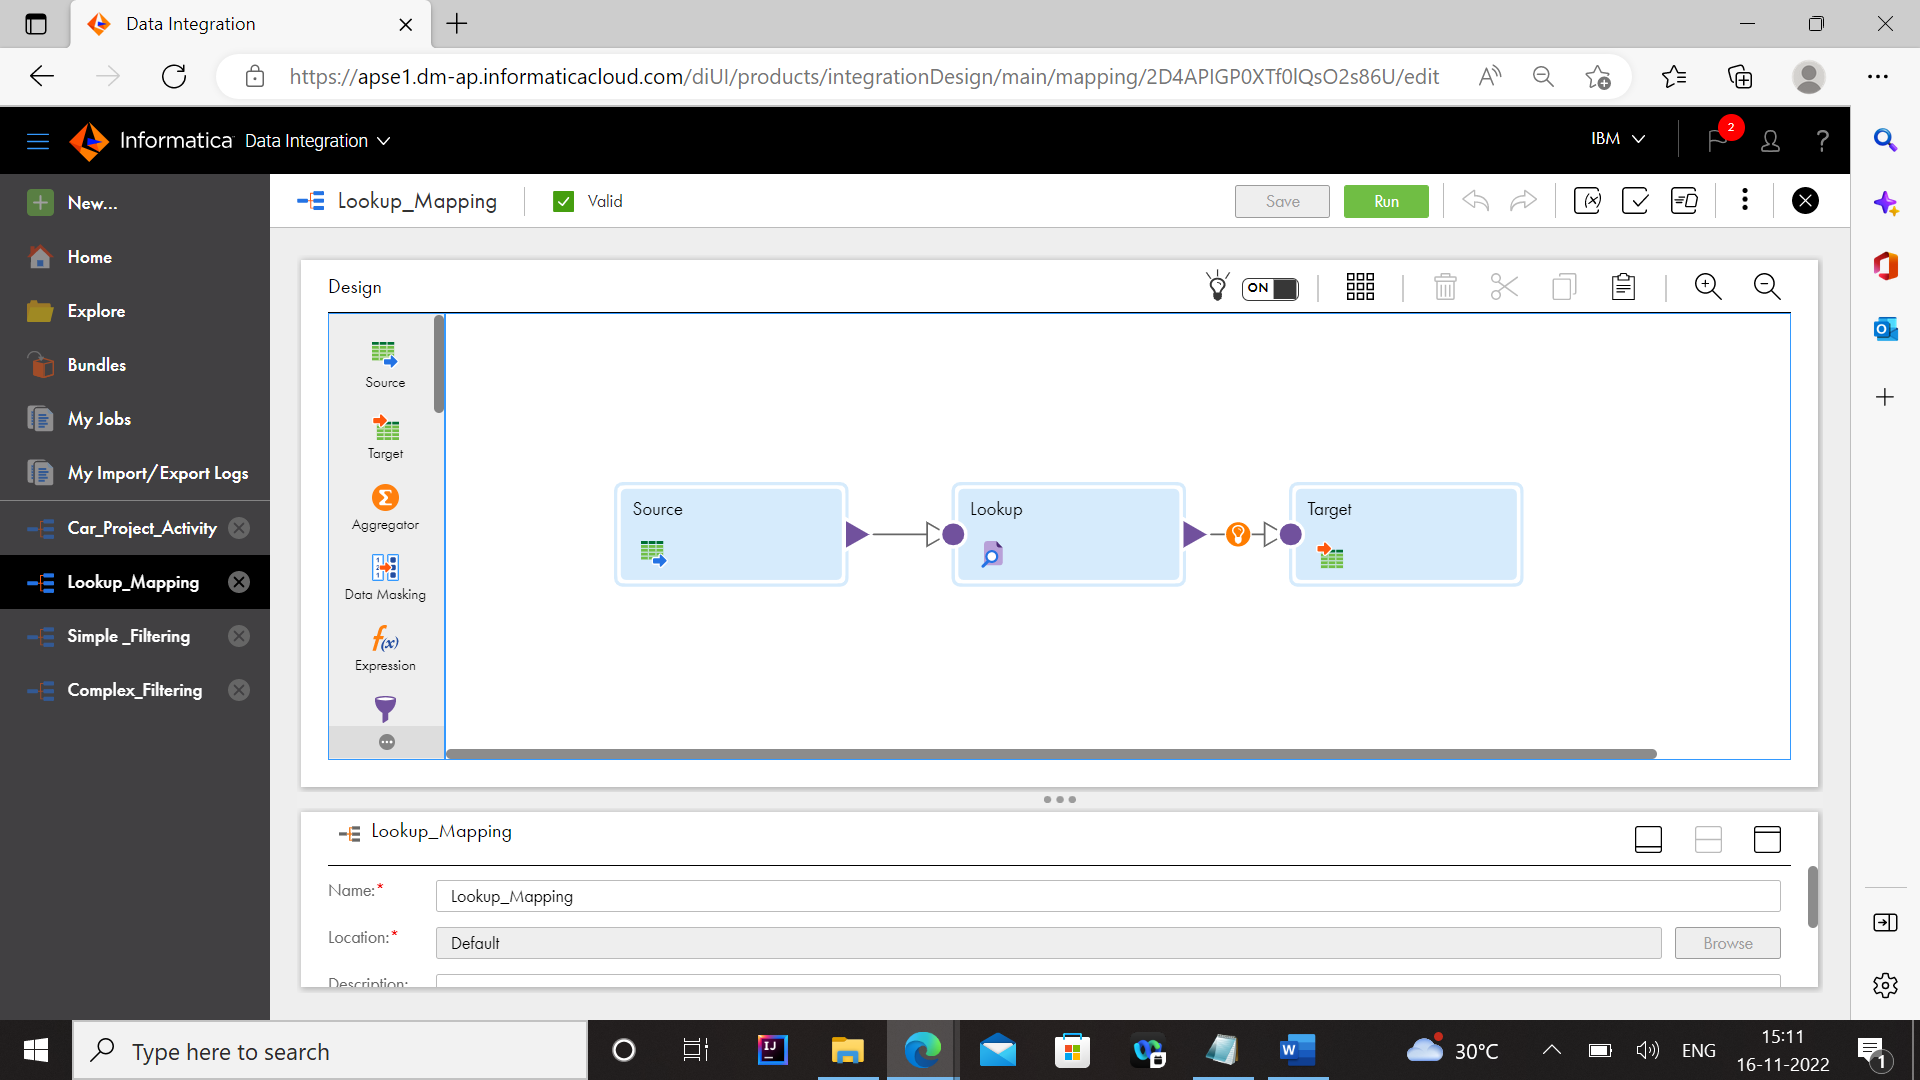 Data Integration
https://apse1.dm-ap.informaticacloud.com/diUI/products/integrationDesign/main/mapping/2D4APIGP0XTf0lQsO2s86U/edit
Informatica Data Integration
IBM
2
New...
Home
Explore
Bundles
My Jobs
My Import/Export Logs
Car_Project_Activity
Lookup_Mapping
Simple _Filtering
Complex_Filtering
Lookup_Mapping
Valid
Save
Run
Design
ON
Source
Target
Aggregator
Data Masking
Expression
Source
Lookup
Target
Lookup_Mapping
Name:*
Lookup_Mapping
Location:*
Default
Browse
Description:
Type here to search
30°C
ENG
15:11
16-11-2022
1